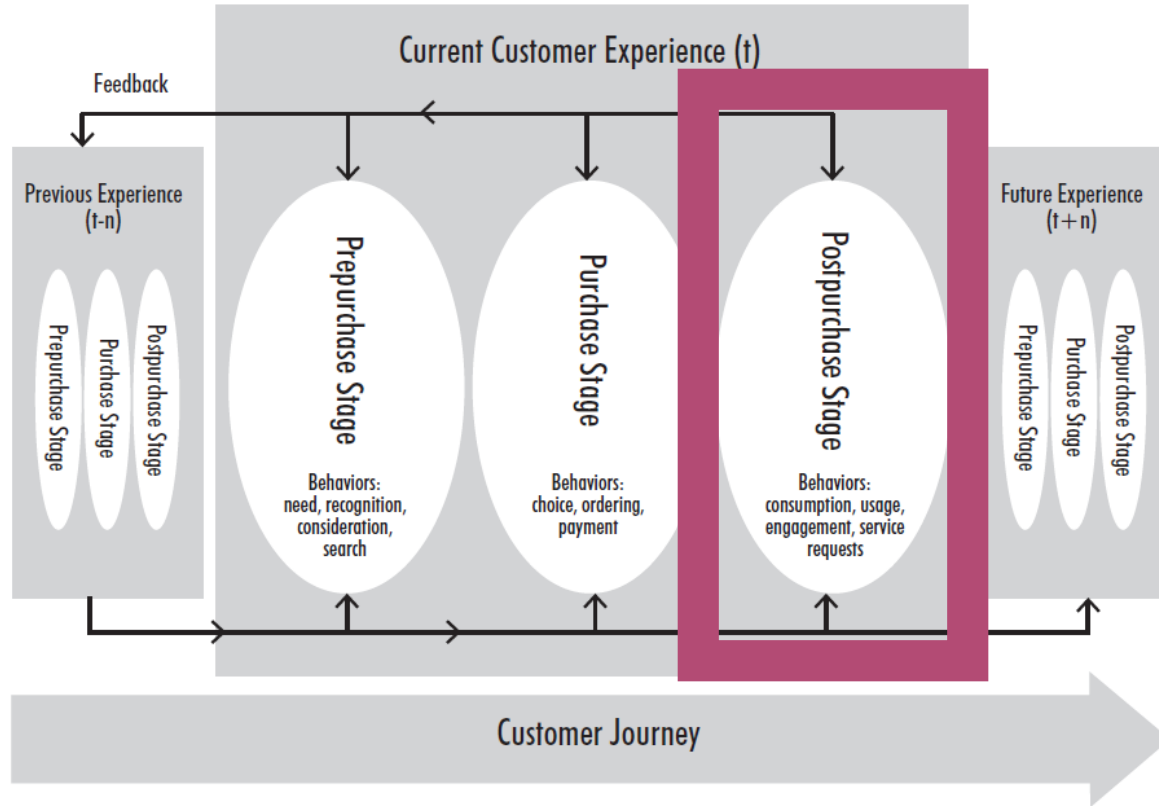 Current Customer Experience (t)
Feedback
Previous Experience
(t-n)
Prepurchase Stage
Purchase Stage
Postpurchase Stage
Prepurchase Stage
Behaviors:
need, recognition,
consideration,
search
Purchase Stage
Behaviors:
choice, ordering,
payment
Postpurchase Stage
Behaviors:
consumption, usage,
engagement, service
requests
Future Experience
(t+n)
Prepurchase Stage
Purchase Stage
Postpurchase Stage
Customer Journey